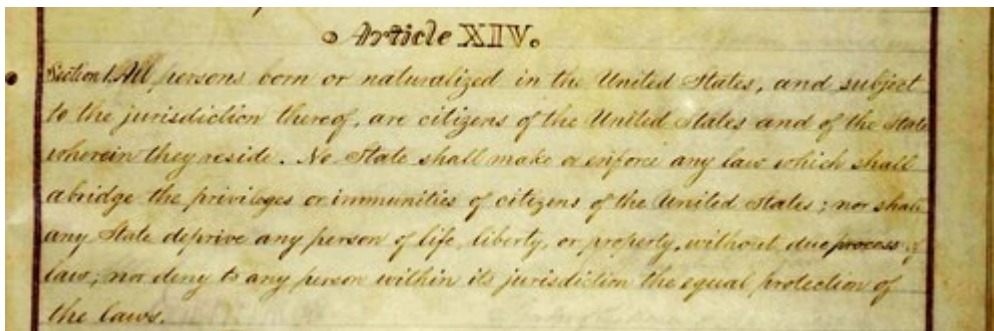 Article XIV.
Section 1. All persons born or naturalized in the United States, and subject
to the jurisdiction thereof, are citizens of the United States and of the State
wherein they reside. No State shall make or enforce any law which shall
abridge the privileges or immunities of citizens of the United States; nor shall
any State deprive any person of life, liberty, or property, without due process of
law; nor deny to any person within its jurisdiction the equal protection of
the laws.